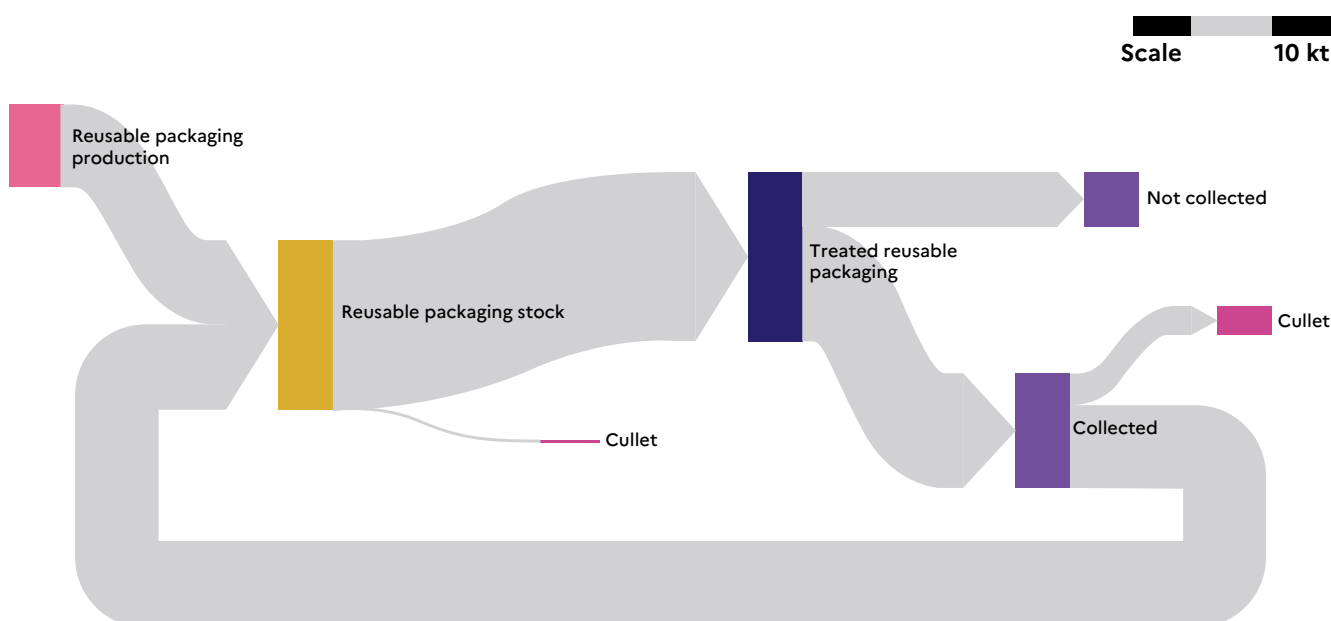 Scale 10 kt
Reusable packaging
production
Not collected
Treated reusable
packaging
Reusable packaging stock
Cullet
Collected
Cullet